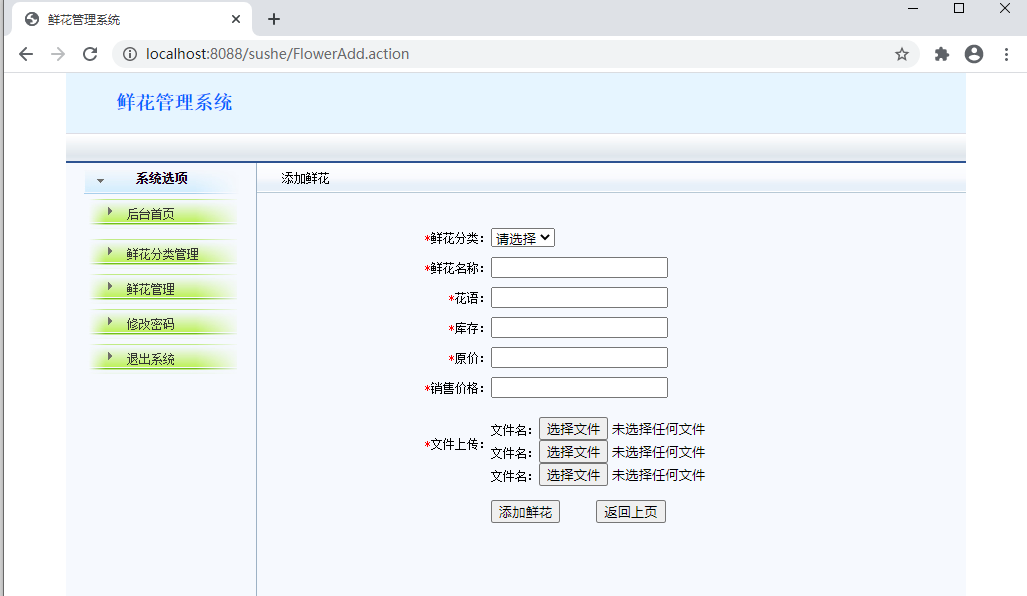 鲜花管理系统
localhost:8088/sushe/FlowerAdd.action
鲜花管理系统
系统选项
添加鲜花
后台首页
鲜花分类管理
鲜花管理
修改密码
退出系统
*鲜花分类： 请选择
*鲜花名称：
*花语：
*库存：
*原价：
*销售价格：
*文件上传：
文件名： 选择文件 未选择任何文件
文件名： 选择文件 未选择任何文件
文件名： 选择文件 未选择任何文件
添加鲜花 返回上页